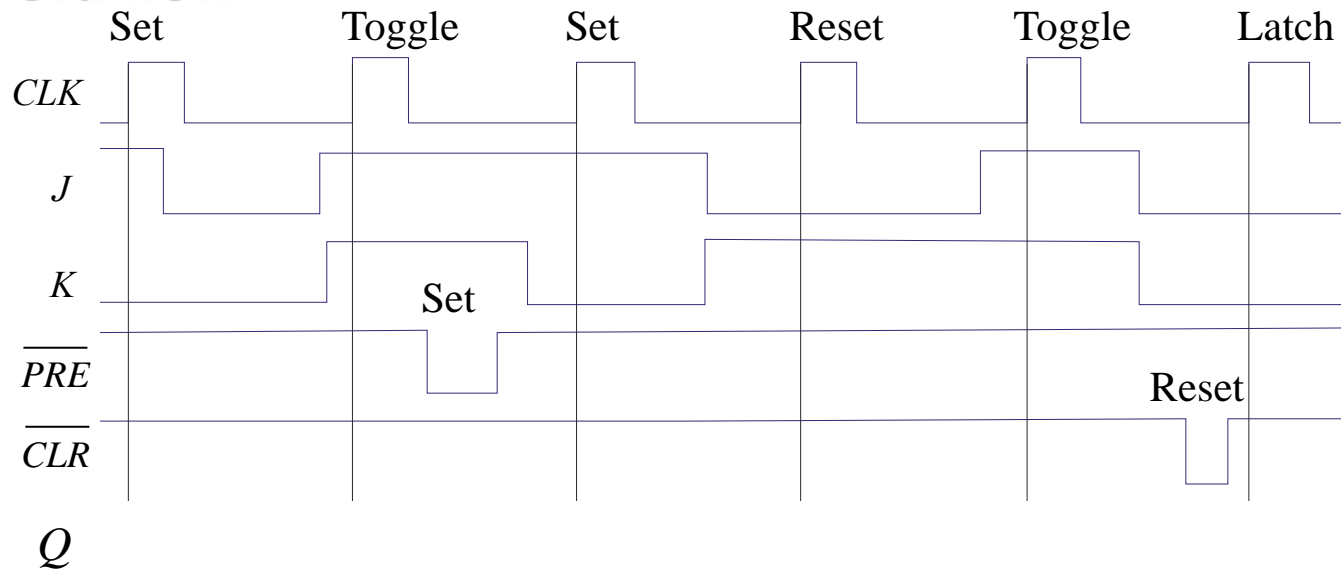 Set Toggle Set Reset Toggle Latch
CLK
J
K
Set
PRE
Reset
CLR
Q